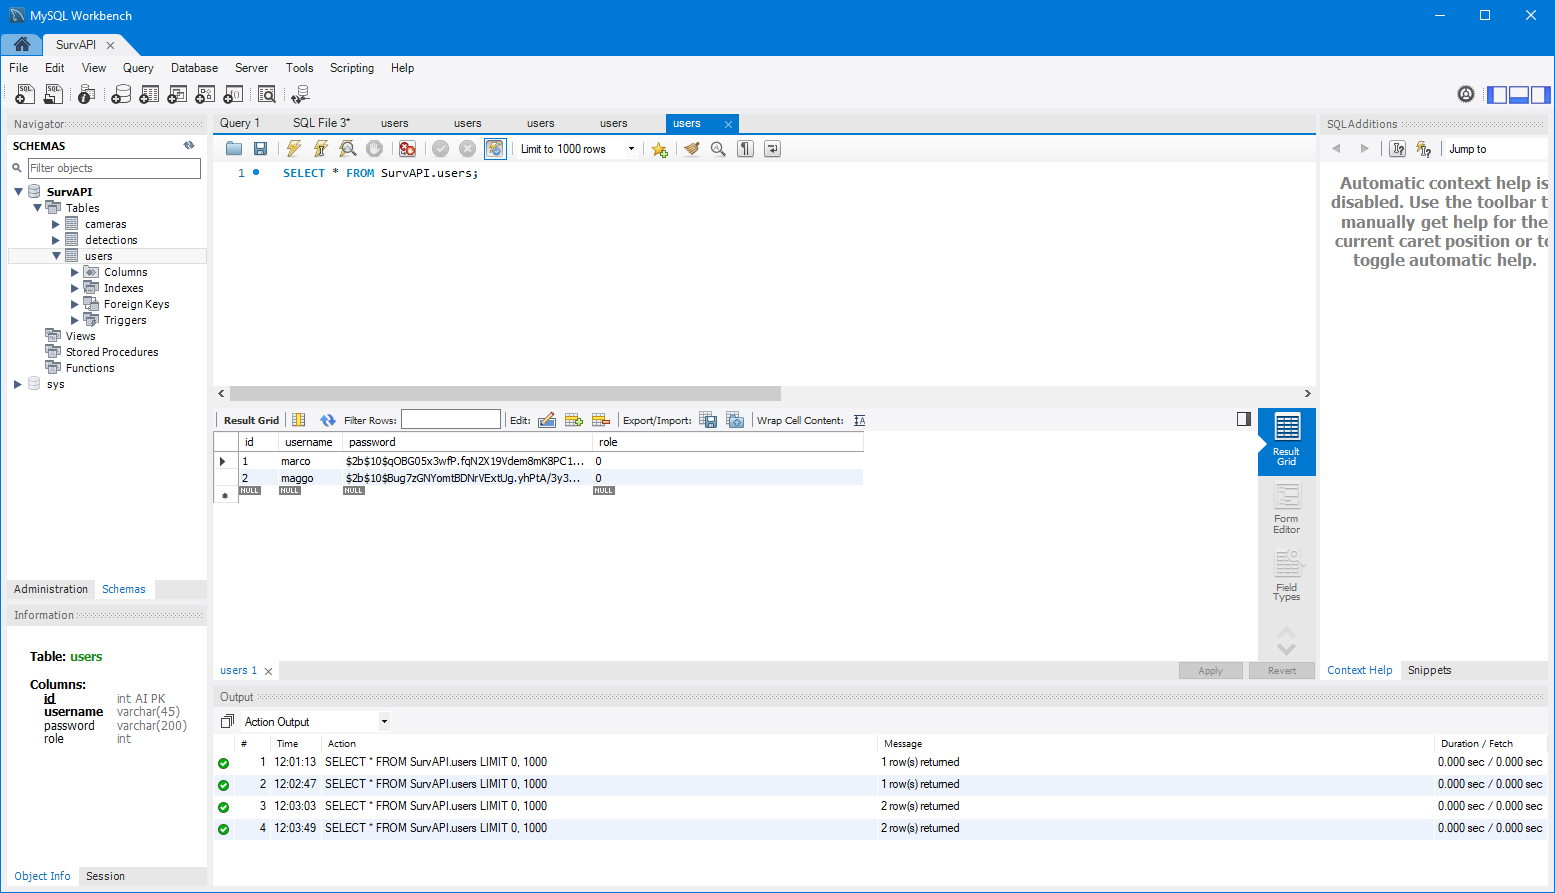 MySQL Workbench
SurvAPI
File Edit View Query Database Server Tools Scripting Help
Navigator
SCHEMAS
Filter objects
SurvAPI
Tables
cameras
detections
users
Columns
Indexes
Foreign Keys
Triggers
Views
Stored Procedures
Functions
sys
Administration Schemas
Information
Table: users
Columns:
id int AI PK
username varchar(45)
password varchar(200)
role int
Object Info Session
Query 1 SQL File 3* users users users users users
Limit to 1000 rows
1 SELECT * FROM SurvAPI.users;
Result Grid Filter Rows: Edit: Export/Import: Wrap Cell Content:
id username password role
1 marco $2b$10$qOBG05x3wfP.fqN2X19Vdem8mK8PC1... 0
2 maggo $2b$10$Bug7zGNYomtBDNrVExtUg.yhPtA/3y3... 0
NULL NULL NULL NULL
Result
Grid
Form
Editor
Field
Types
users 1 Apply Revert
Output
Action Output
# Time Action Message Duration / Fetch
1 12:01:13 SELECT * FROM SurvAPI.users LIMIT 0, 1000 1 row(s) returned 0.000 sec / 0.000 sec
2 12:02:47 SELECT * FROM SurvAPI.users LIMIT 0, 1000 1 row(s) returned 0.000 sec / 0.000 sec
3 12:03:03 SELECT * FROM SurvAPI.users LIMIT 0, 1000 2 row(s) returned 0.000 sec / 0.000 sec
4 12:03:49 SELECT * FROM SurvAPI.users LIMIT 0, 1000 2 row(s) returned 0.000 sec / 0.000 sec
SQLAdditions
Jump to
Automatic context help is
disabled. Use the toolbar t
manually get help for the
current caret position or to
toggle automatic help.
Context Help Snippets